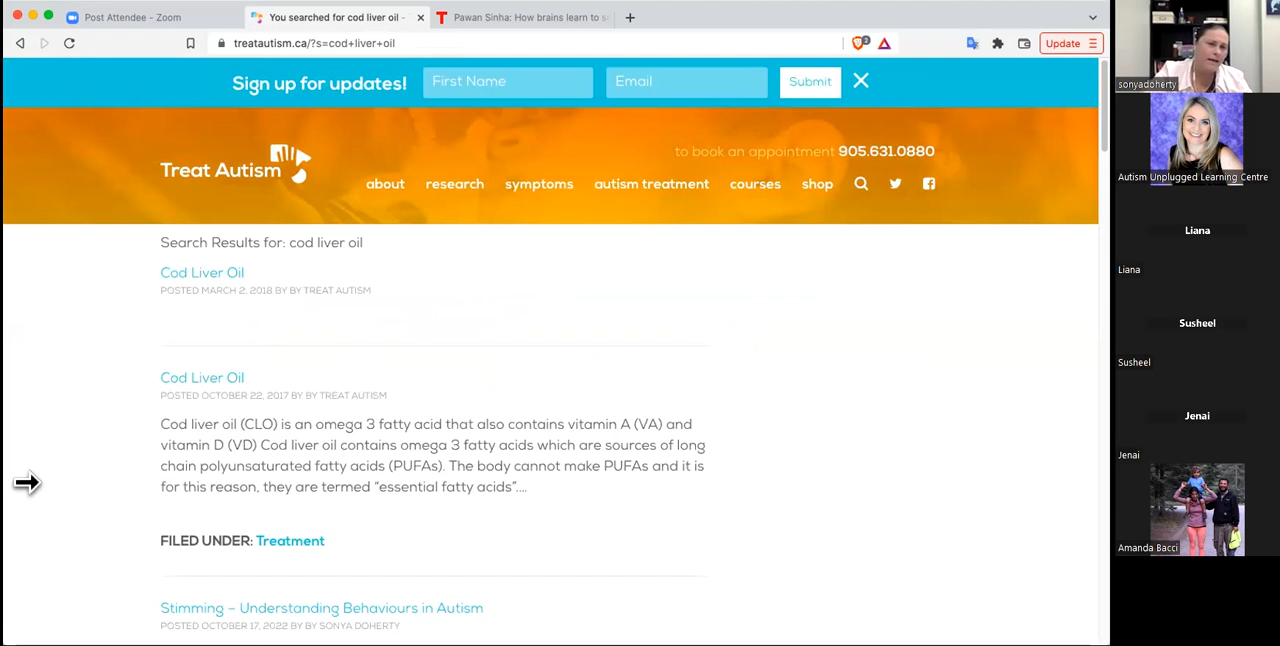 Post Attendee - Zoom
You searched for cod liver oil -
Pawan Sinha: How brains learn to s
treatautism.ca/?s=cod+liver+oil
Update
Sign up for updates!
First Name
Email
Submit
Treat Autism
to book an appointment 905.631.0880
about
research
symptoms
autism treatment
courses
shop
Search Results for: cod liver oil
Cod Liver Oil
POSTED MARCH 2, 2018 BY BY TREAT AUTISM
Cod Liver Oil
POSTED OCTOBER 22, 2017 BY BY TREAT AUTISM
Cod liver oil (CLO) is an omega 3 fatty acid that also contains vitamin A (VA) and
vitamin D (VD) Cod liver oil contains omega 3 fatty acids which are sources of long
chain polyunsaturated fatty acids (PUFAs). The body cannot make PUFAs and it is
for this reason, they are termed “essential fatty acids”.…
FILED UNDER: Treatment
Stimming – Understanding Behaviours in Autism
POSTED OCTOBER 17, 2022 BY BY SONYA DOHERTY
sonyadoherty
Autism Unplugged Learning Centre
Liana
Liana
Susheel
Susheel
Jenai
Jenai
Amanda Bacci